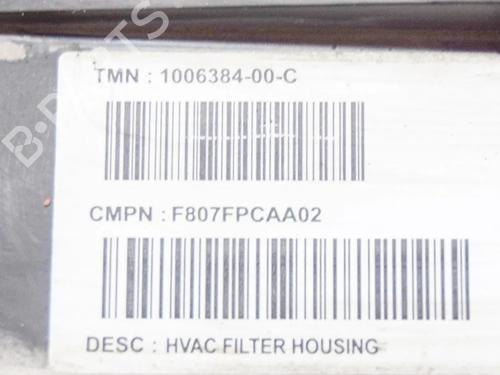 TMN : 1006384-00-C
CMPN : F807FPCAA02
DESC : HVAC FILTER HOUSING